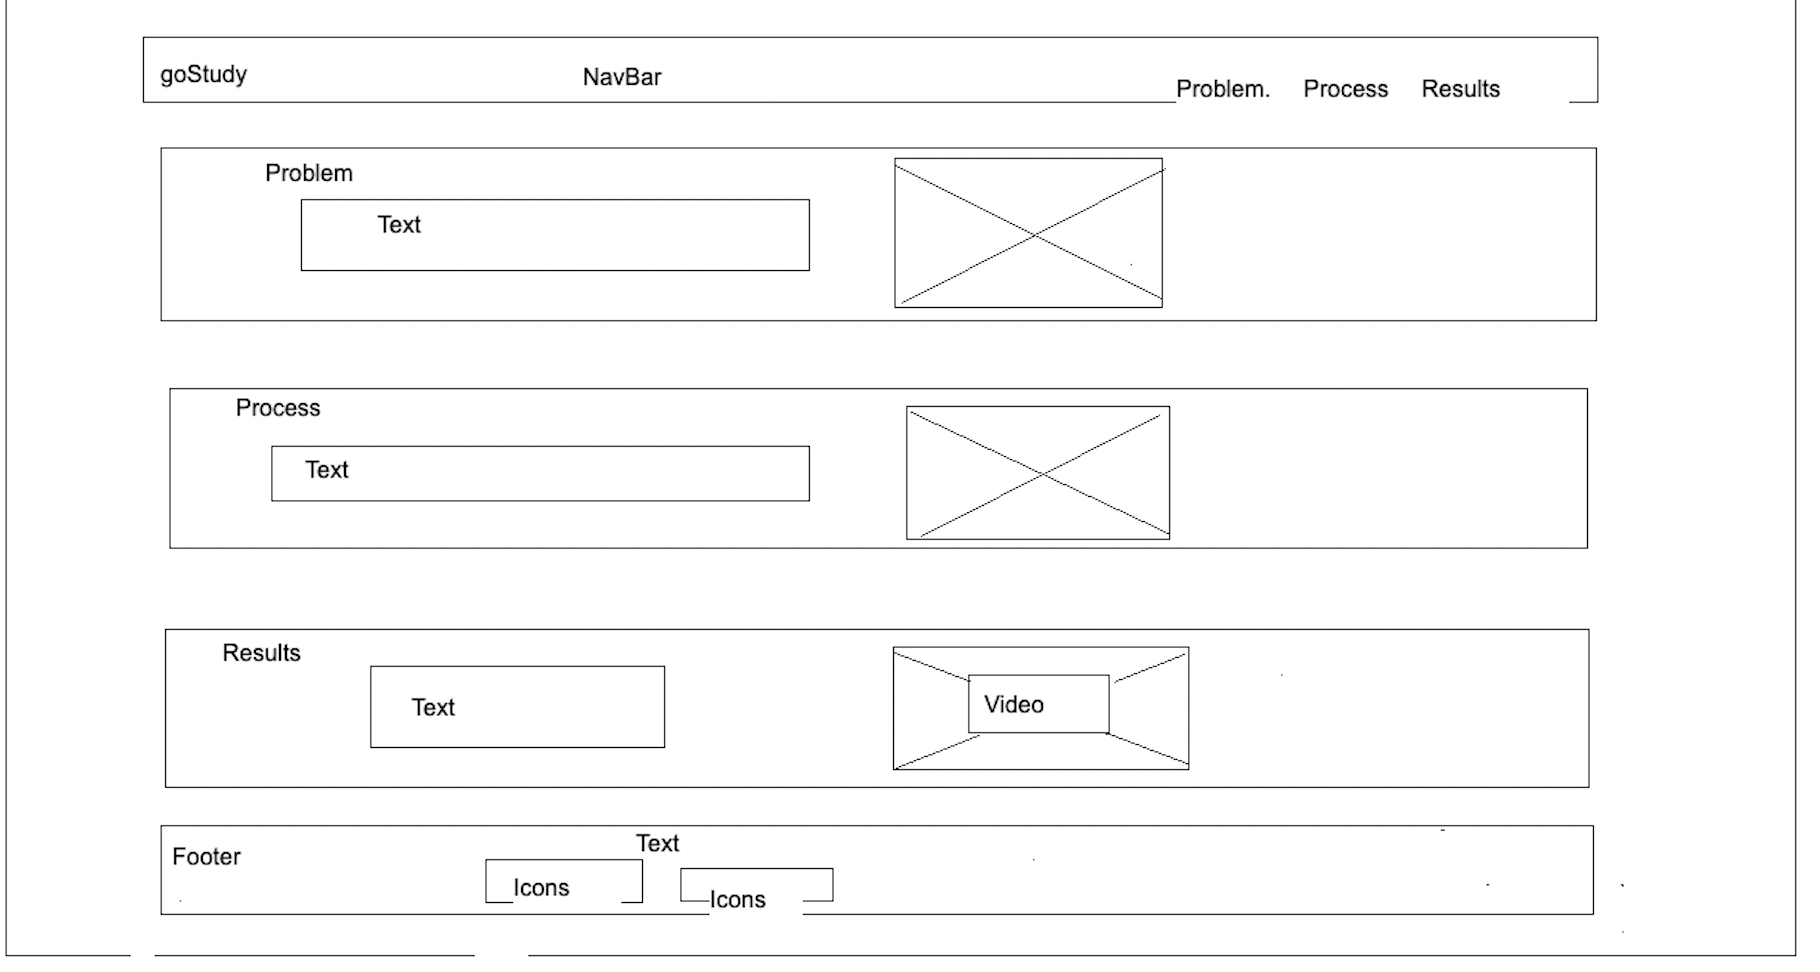 goStudy NavBar Problem. Process Results
Problem
Text
Process
Text
Results
Text
Video
Text
Footer
Icons
Icons